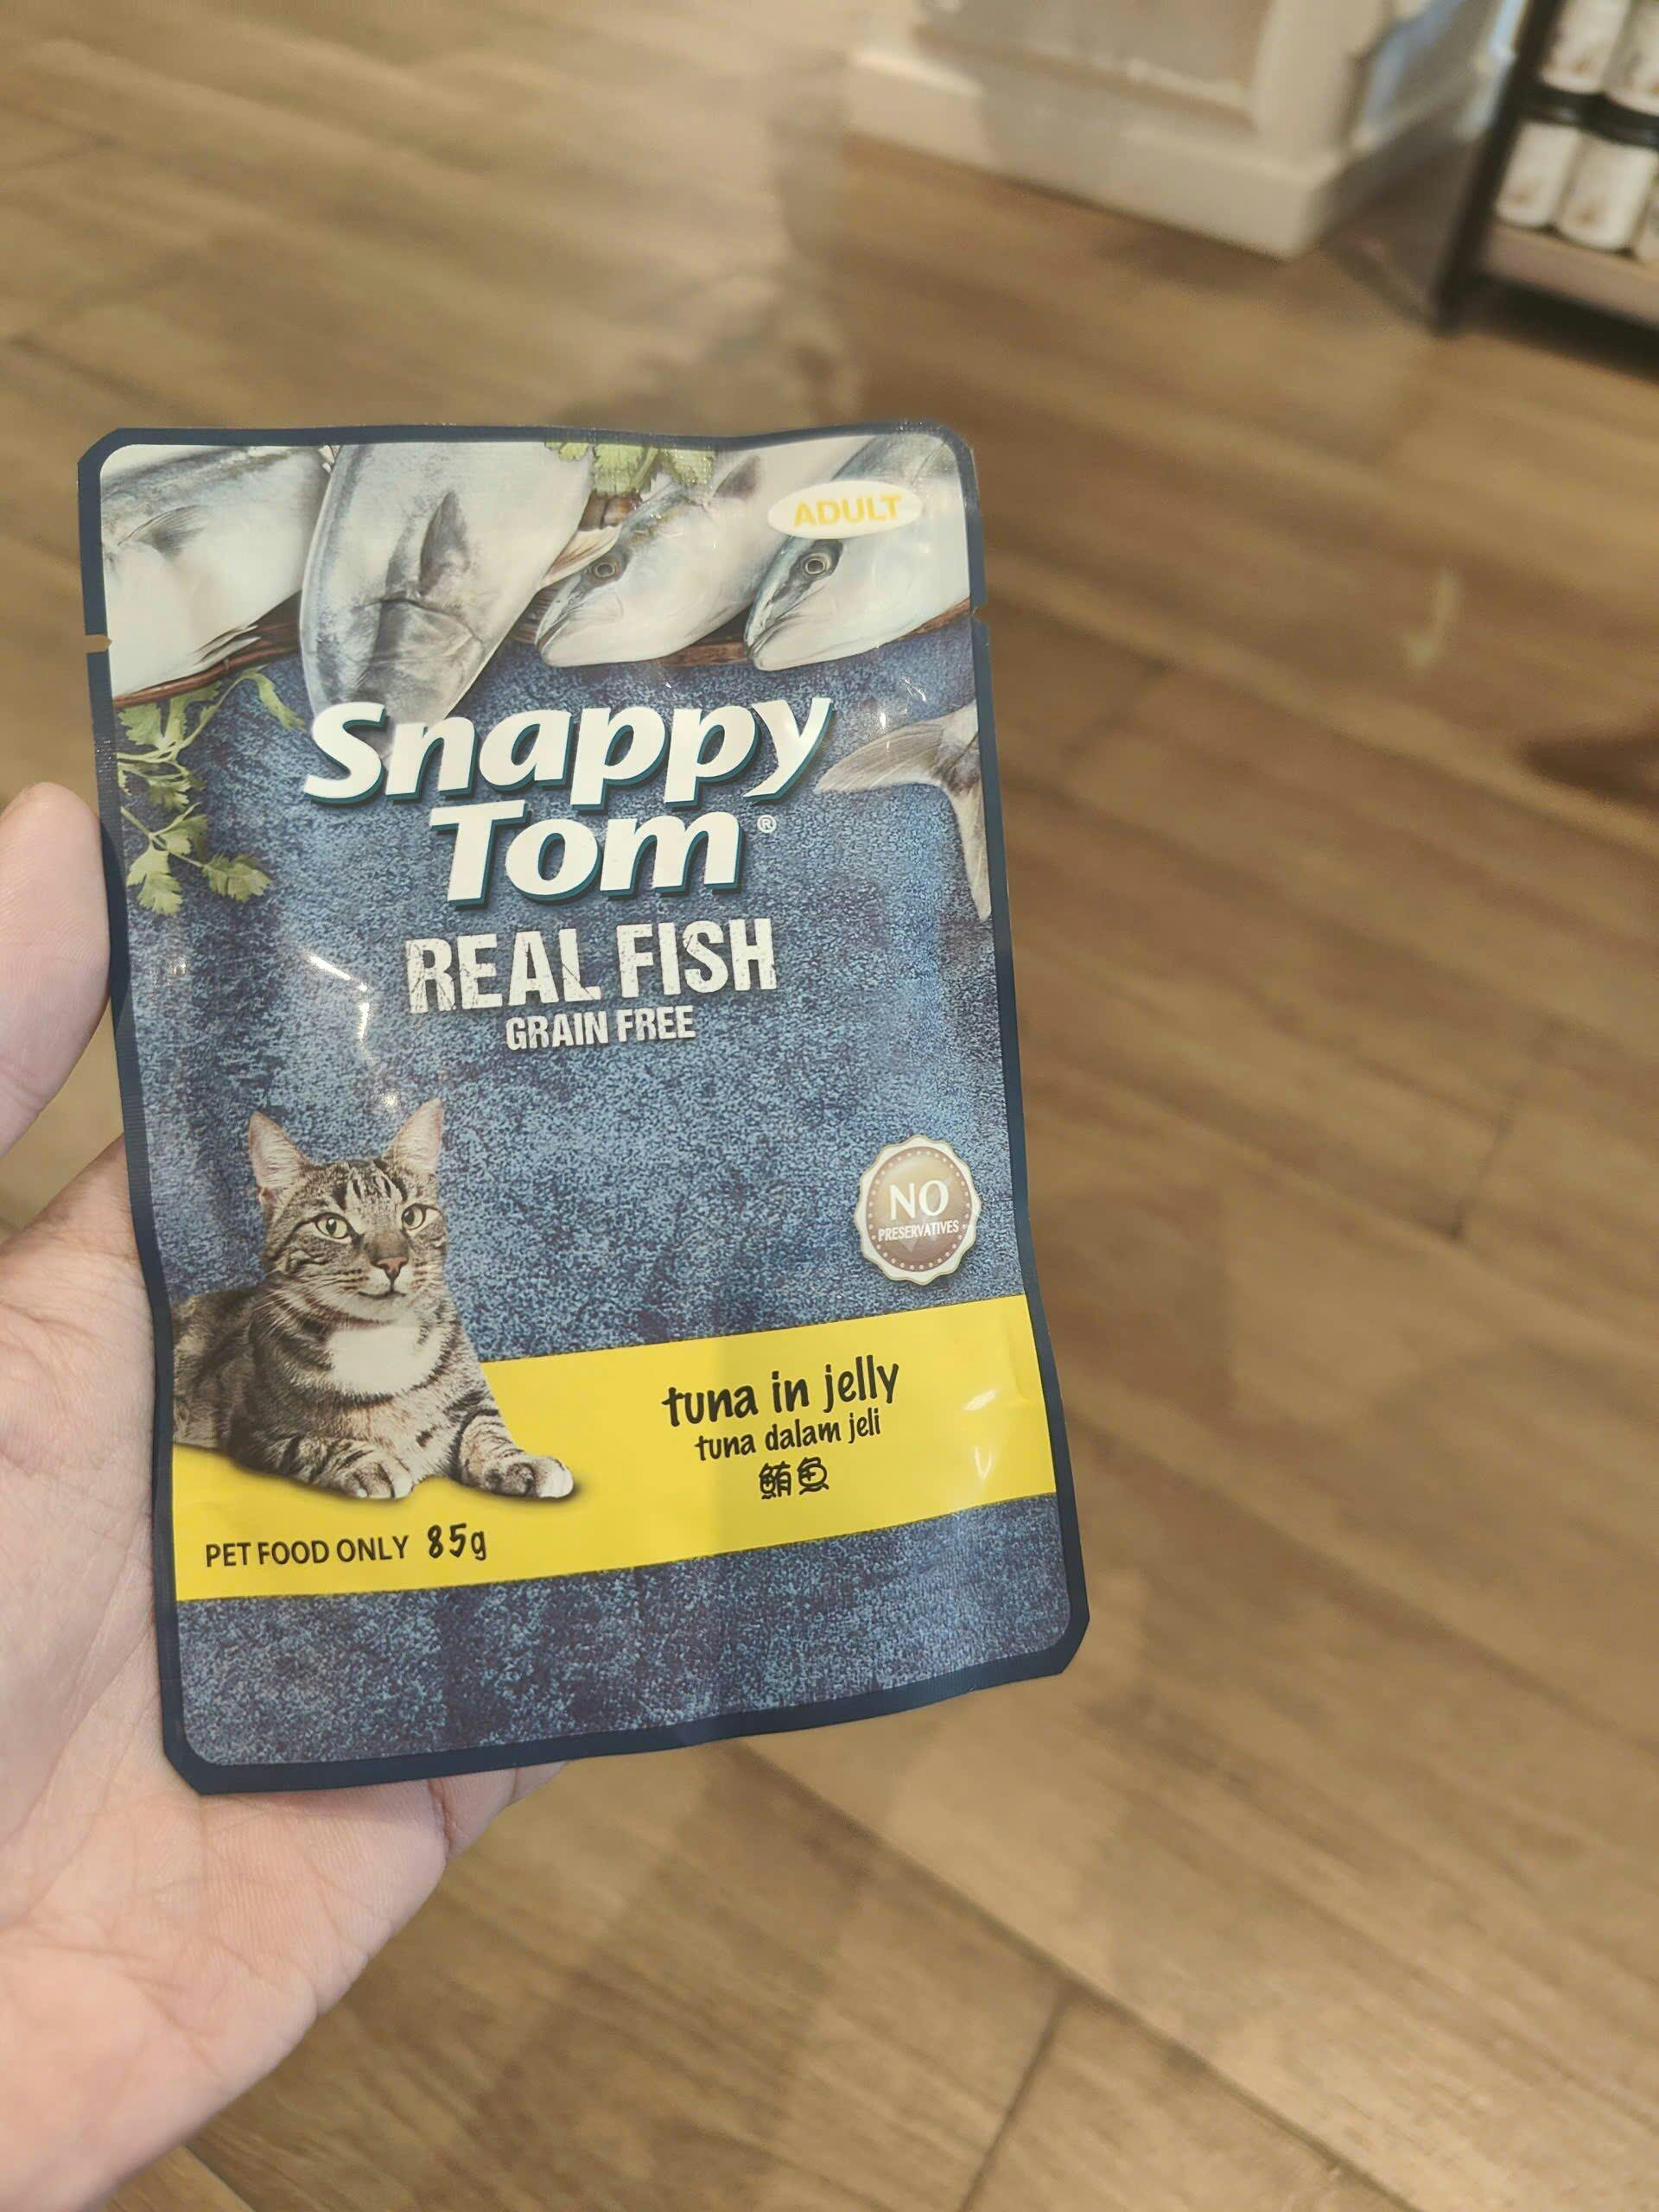 ADULT
Snappy
Tom®
REAL FISH
GRAIN FREE
NO
PRESERVATIVES
tuna in jelly
tuna dalam jeli
鮪魚
PET FOOD ONLY 85g